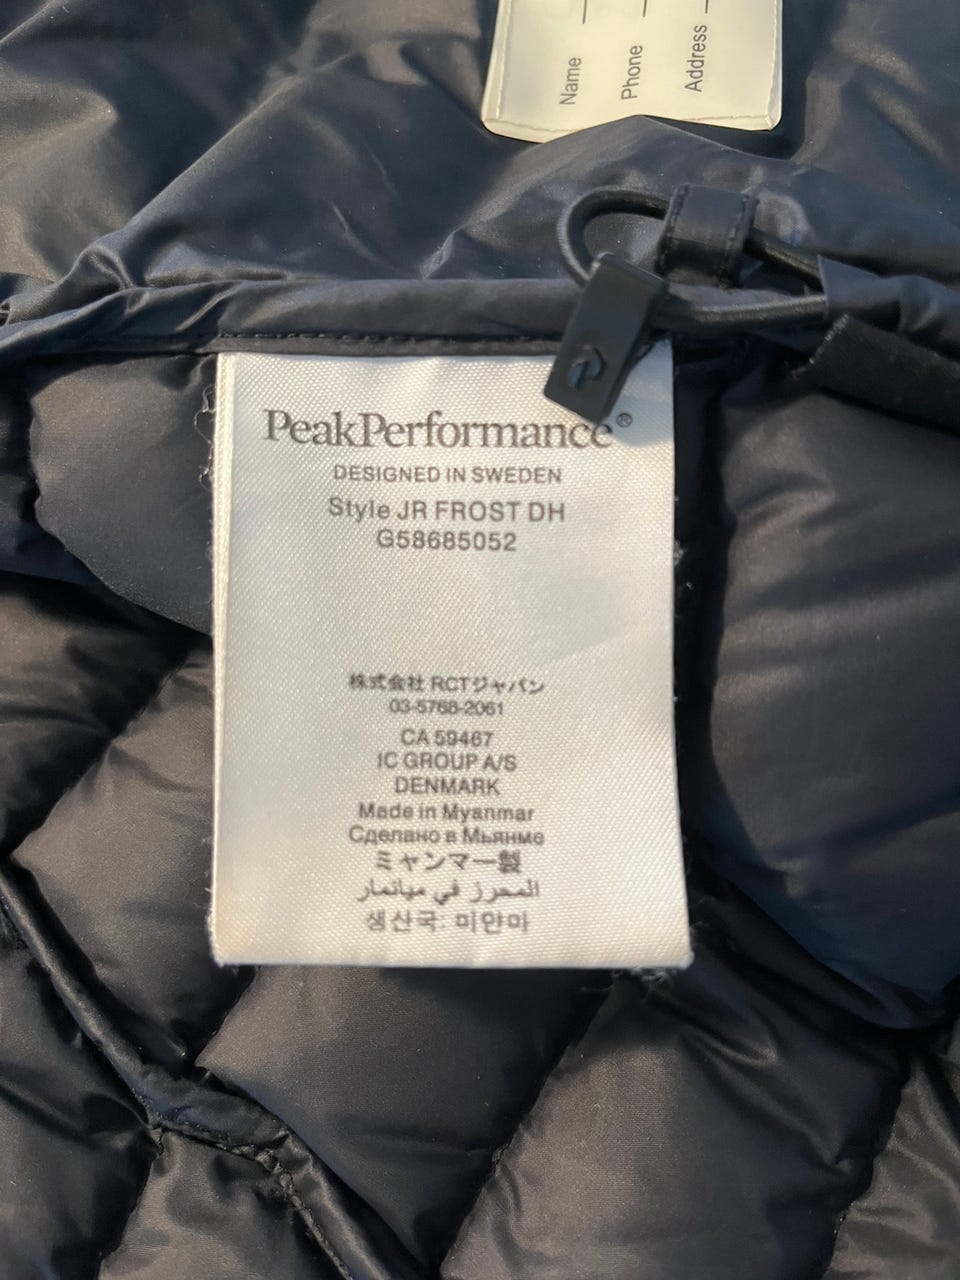 Name
Phone
Address
PeakPerformance®
DESIGNED IN SWEDEN
Style JR FROST DH
G58685052
株式会社 RCTジャパン
03-5768-2061
CA 59467
IC GROUP A/S
DENMARK
Made in Myanmar
Сделано в Мьянме
ミャンマー製
المحرز في ميانمار
생산국: 미얀마